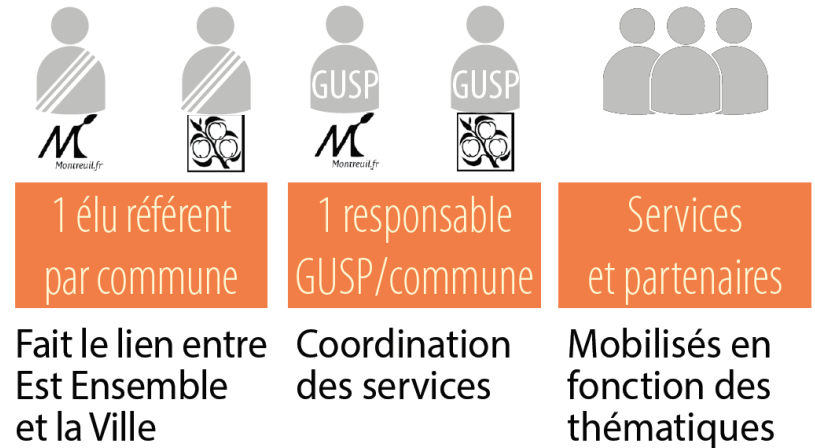 GUSP
GUSP
Montreuil.fr
Montreuil.fr
1 élu référent
par commune
1 responsable
GUSP/commune
Services
et partenaires
Fait le lien entre
Est Ensemble
et la Ville
Coordination
des services
Mobilisés en
fonction des
thématiques